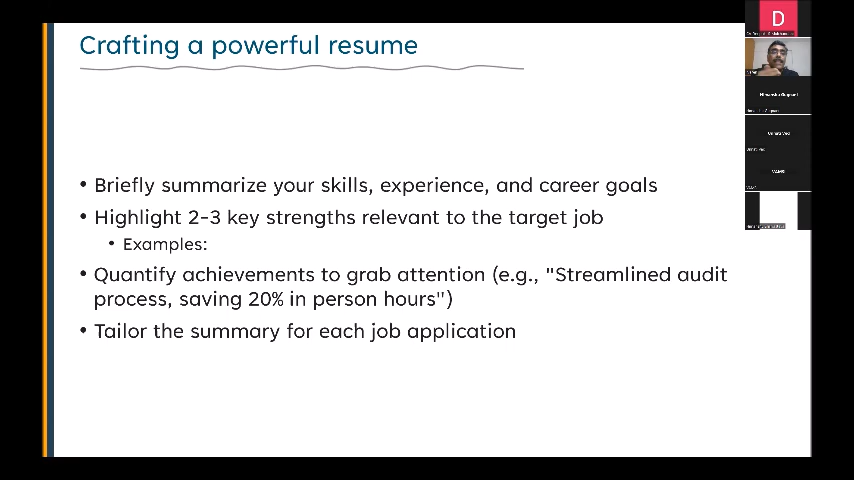 Crafting a powerful resume
• Briefly summarize your skills, experience, and career goals
• Highlight 2-3 key strengths relevant to the target job
• Examples:
• Quantify achievements to grab attention (e.g., "Streamlined audit
process, saving 20% in person hours")
• Tailor the summary for each job application
D